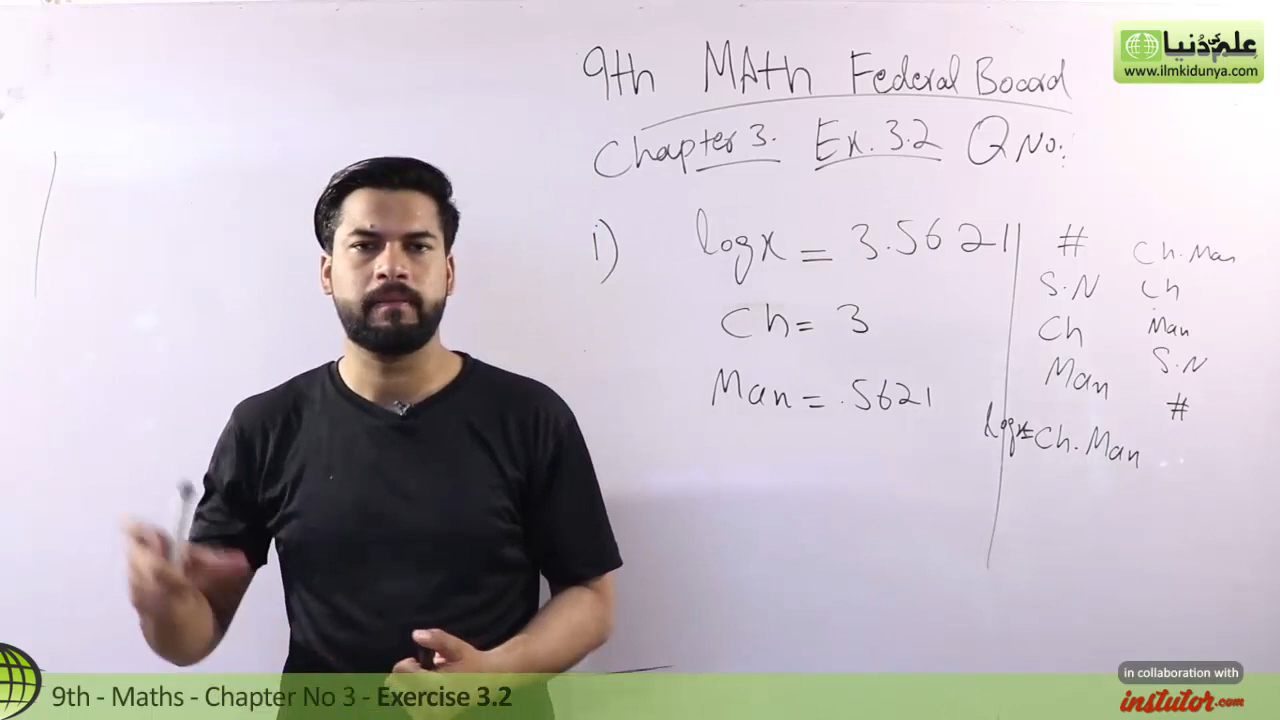 علم کی دُنیا
www.ilmkidunya.com
9th MAth Federal Board
Chapter 3. Ex. 3.2 Q No:
i) log x = 3.5621
Ch = 3
Man = .5621
#
S.N
Ch
Man
log x = Ch. Man
Ch. Man
Ch
Man
S.N
#
9th - Maths - Chapter No 3 - Exercise 3.2
in collaboration with
instutor.com